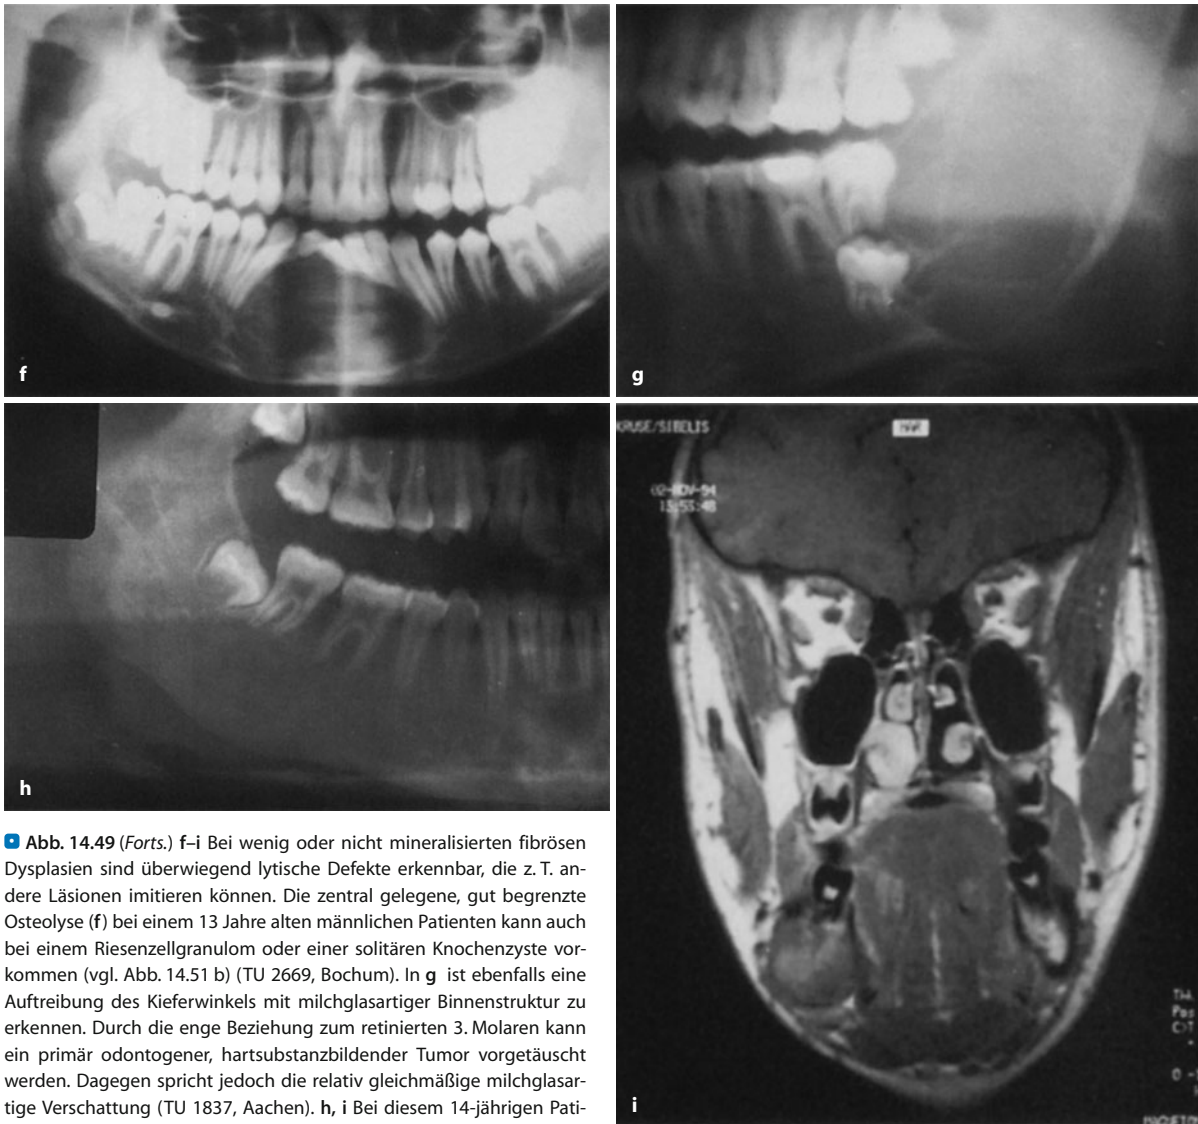 f
g
h
KRUSE/SIBELIS
02-NOV-94
15:53:48
i
Abb. 14.49 (Forts.) f–i Bei wenig oder nicht mineralisierten fibrösen
Dysplasien sind überwiegend lytische Defekte erkennbar, die z. T. an-
dere Läsionen imitieren können. Die zentral gelegene, gut begrenzte
Osteolyse (f) bei einem 13 Jahre alten männlichen Patienten kann auch
bei einem Riesenzellgranulom oder einer solitären Knochenzyste vor-
kommen (vgl. Abb. 14.51 b) (TU 2669, Bochum). In g ist ebenfalls eine
Auftreibung des Kieferwinkels mit milchglasartiger Binnenstruktur zu
erkennen. Durch die enge Beziehung zum retinierten 3. Molaren kann
ein primär odontogener, hartsubstanzbildender Tumor vorgetäuscht
werden. Dagegen spricht jedoch die relativ gleichmäßige milchglasar-
tige Verschattung (TU 1837, Aachen). h, i Bei diesem 14-jährigen Pati-